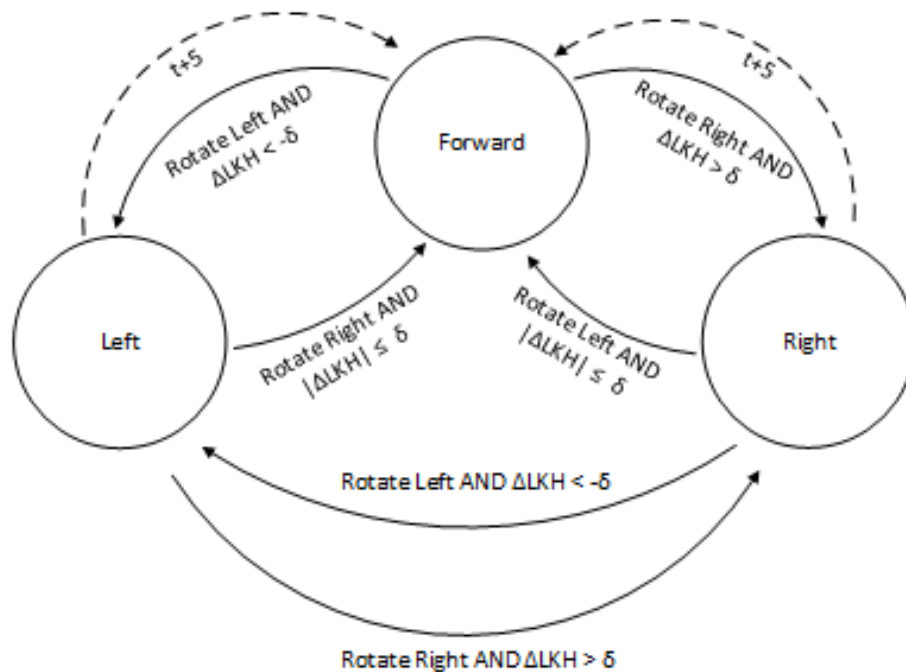 t+5
t+5
Rotate Left AND
ΔLKH < -δ
Forward
Rotate Right AND
ΔLKH > δ
Left
Rotate Right AND
|ΔLKH| ≤ δ
Rotate Left AND
|ΔLKH| ≤ δ
Right
Rotate Left AND ΔLKH < -δ
Rotate Right AND ΔLKH > δ